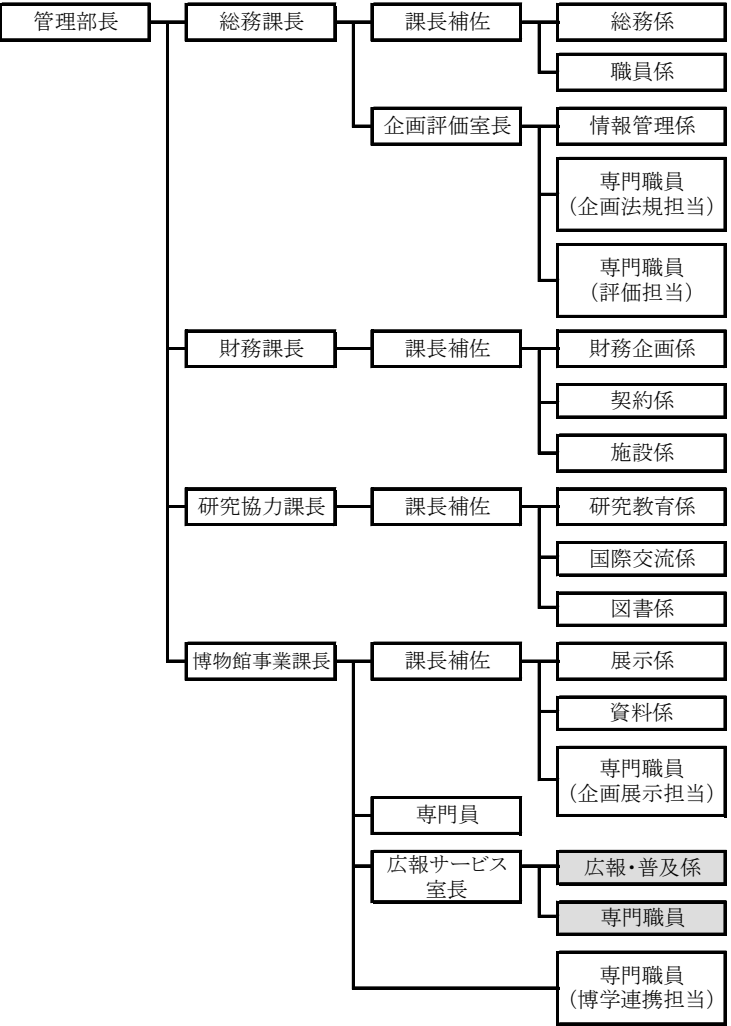 管理部長
総務課長
課長補佐
総務係
職員係
企画評価室長
情報管理係
専門職員
（企画法規担当）
専門職員
（評価担当）
財務課長
課長補佐
財務企画係
契約係
施設係
研究協力課長
課長補佐
研究教育係
国際交流係
図書係
博物館事業課長
課長補佐
展示係
資料係
専門職員
（企画展示担当）
専門員
広報サービス
室長
広報・普及係
専門職員
専門職員
（博学連携担当）